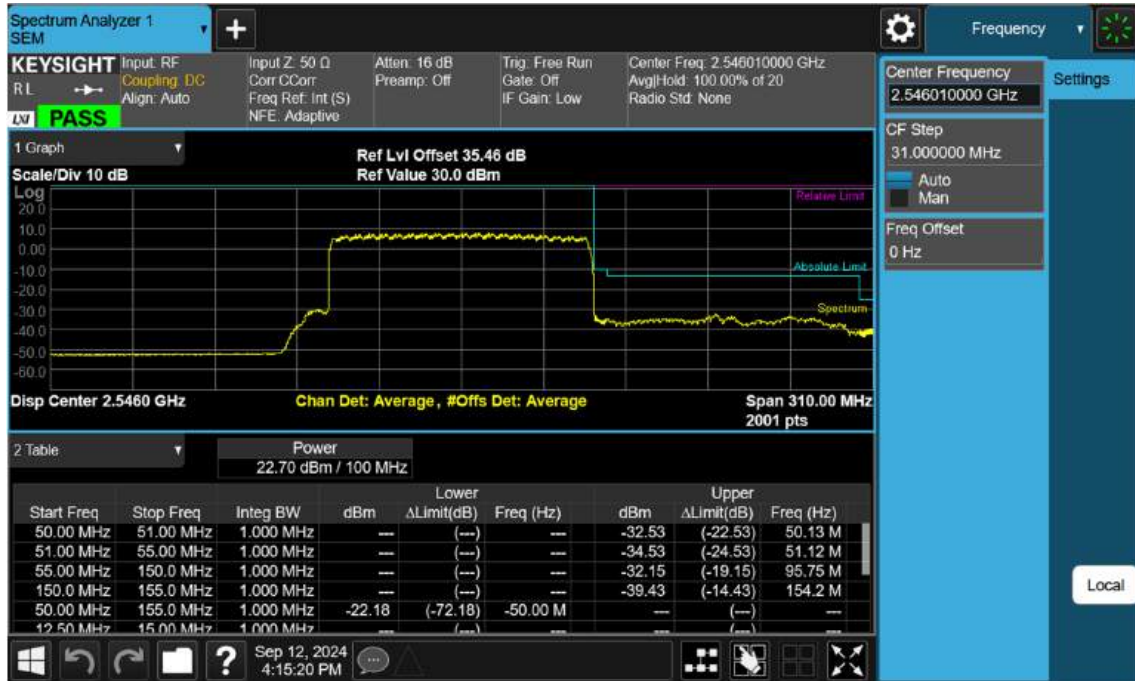 Spectrum Analyzer 1
SEM
Frequency
KEYSIGHT
RL
LXI PASS
Input: RF
Coupling: DC
Align: Auto
Input Z: 50 Ω
Corr CCorr
Freq Ref: Int (S)
NFE: Adaptive
Atten: 16 dB
Preamp: Off
Trig: Free Run
Gate: Off
IF Gain: Low
Center Freq: 2.546010000 GHz
Avg|Hold: 100.00% of 20
Radio Std: None
Center Frequency
2.546010000 GHz
Settings
CF Step
31.000000 MHz
Auto
Man
Freq Offset
0 Hz
Local
1 Graph
Scale/Div 10 dB
Ref Lvl Offset 35.46 dB
Ref Value 30.0 dBm
Log
20.0
10.0
0.00
-10.0
-20.0
-30.0
-40.0
-50.0
-60.0
Relative Limit
Absolute Limit
Spectrum
Disp Center 2.5460 GHz
Chan Det: Average, #Offs Det: Average
Span 310.00 MHz
2001 pts
2 Table
Power
22.70 dBm / 100 MHz
Lower Upper
Start Freq Stop Freq Integ BW dBm ΔLimit(dB) Freq (Hz) dBm ΔLimit(dB) Freq (Hz)
50.00 MHz 51.00 MHz 1.000 MHz --- (---) --- -32.53 (-22.53) 50.13 M
51.00 MHz 55.00 MHz 1.000 MHz --- (---) --- -34.53 (-24.53) 51.12 M
55.00 MHz 150.0 MHz 1.000 MHz --- (---) --- -32.15 (-19.15) 95.75 M
150.0 MHz 155.0 MHz 1.000 MHz --- (---) --- -39.43 (-14.43) 154.2 M
50.00 MHz 155.0 MHz 1.000 MHz -22.18 (-72.18) -50.00 M --- (---) ---
12.50 MHz 15.00 MHz 1.000 MHz --- (---) --- --- (---) ---
Sep 12, 2024
4:15:20 PM